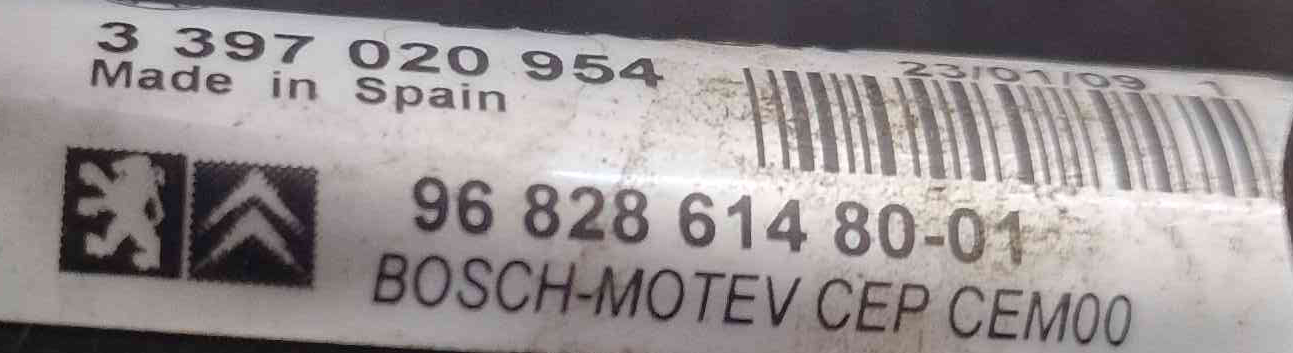 3 397 020 954
Made in Spain
23/01/09 1
96 828 614 80-01
BOSCH-MOTEV CEP CEM00